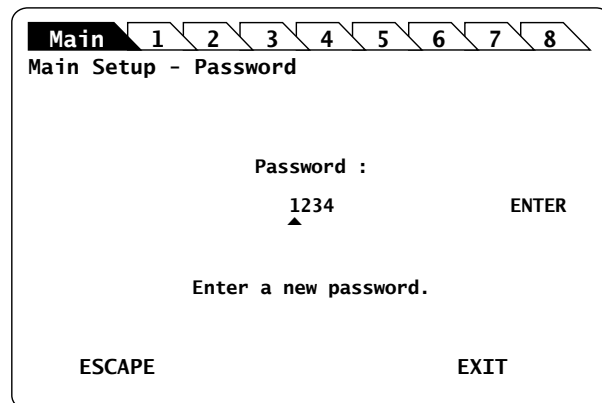 Main 1 2 3 4 5 6 7 8
Main Setup - Password
Password :
1234 ENTER
Enter a new password.
ESCAPE EXIT